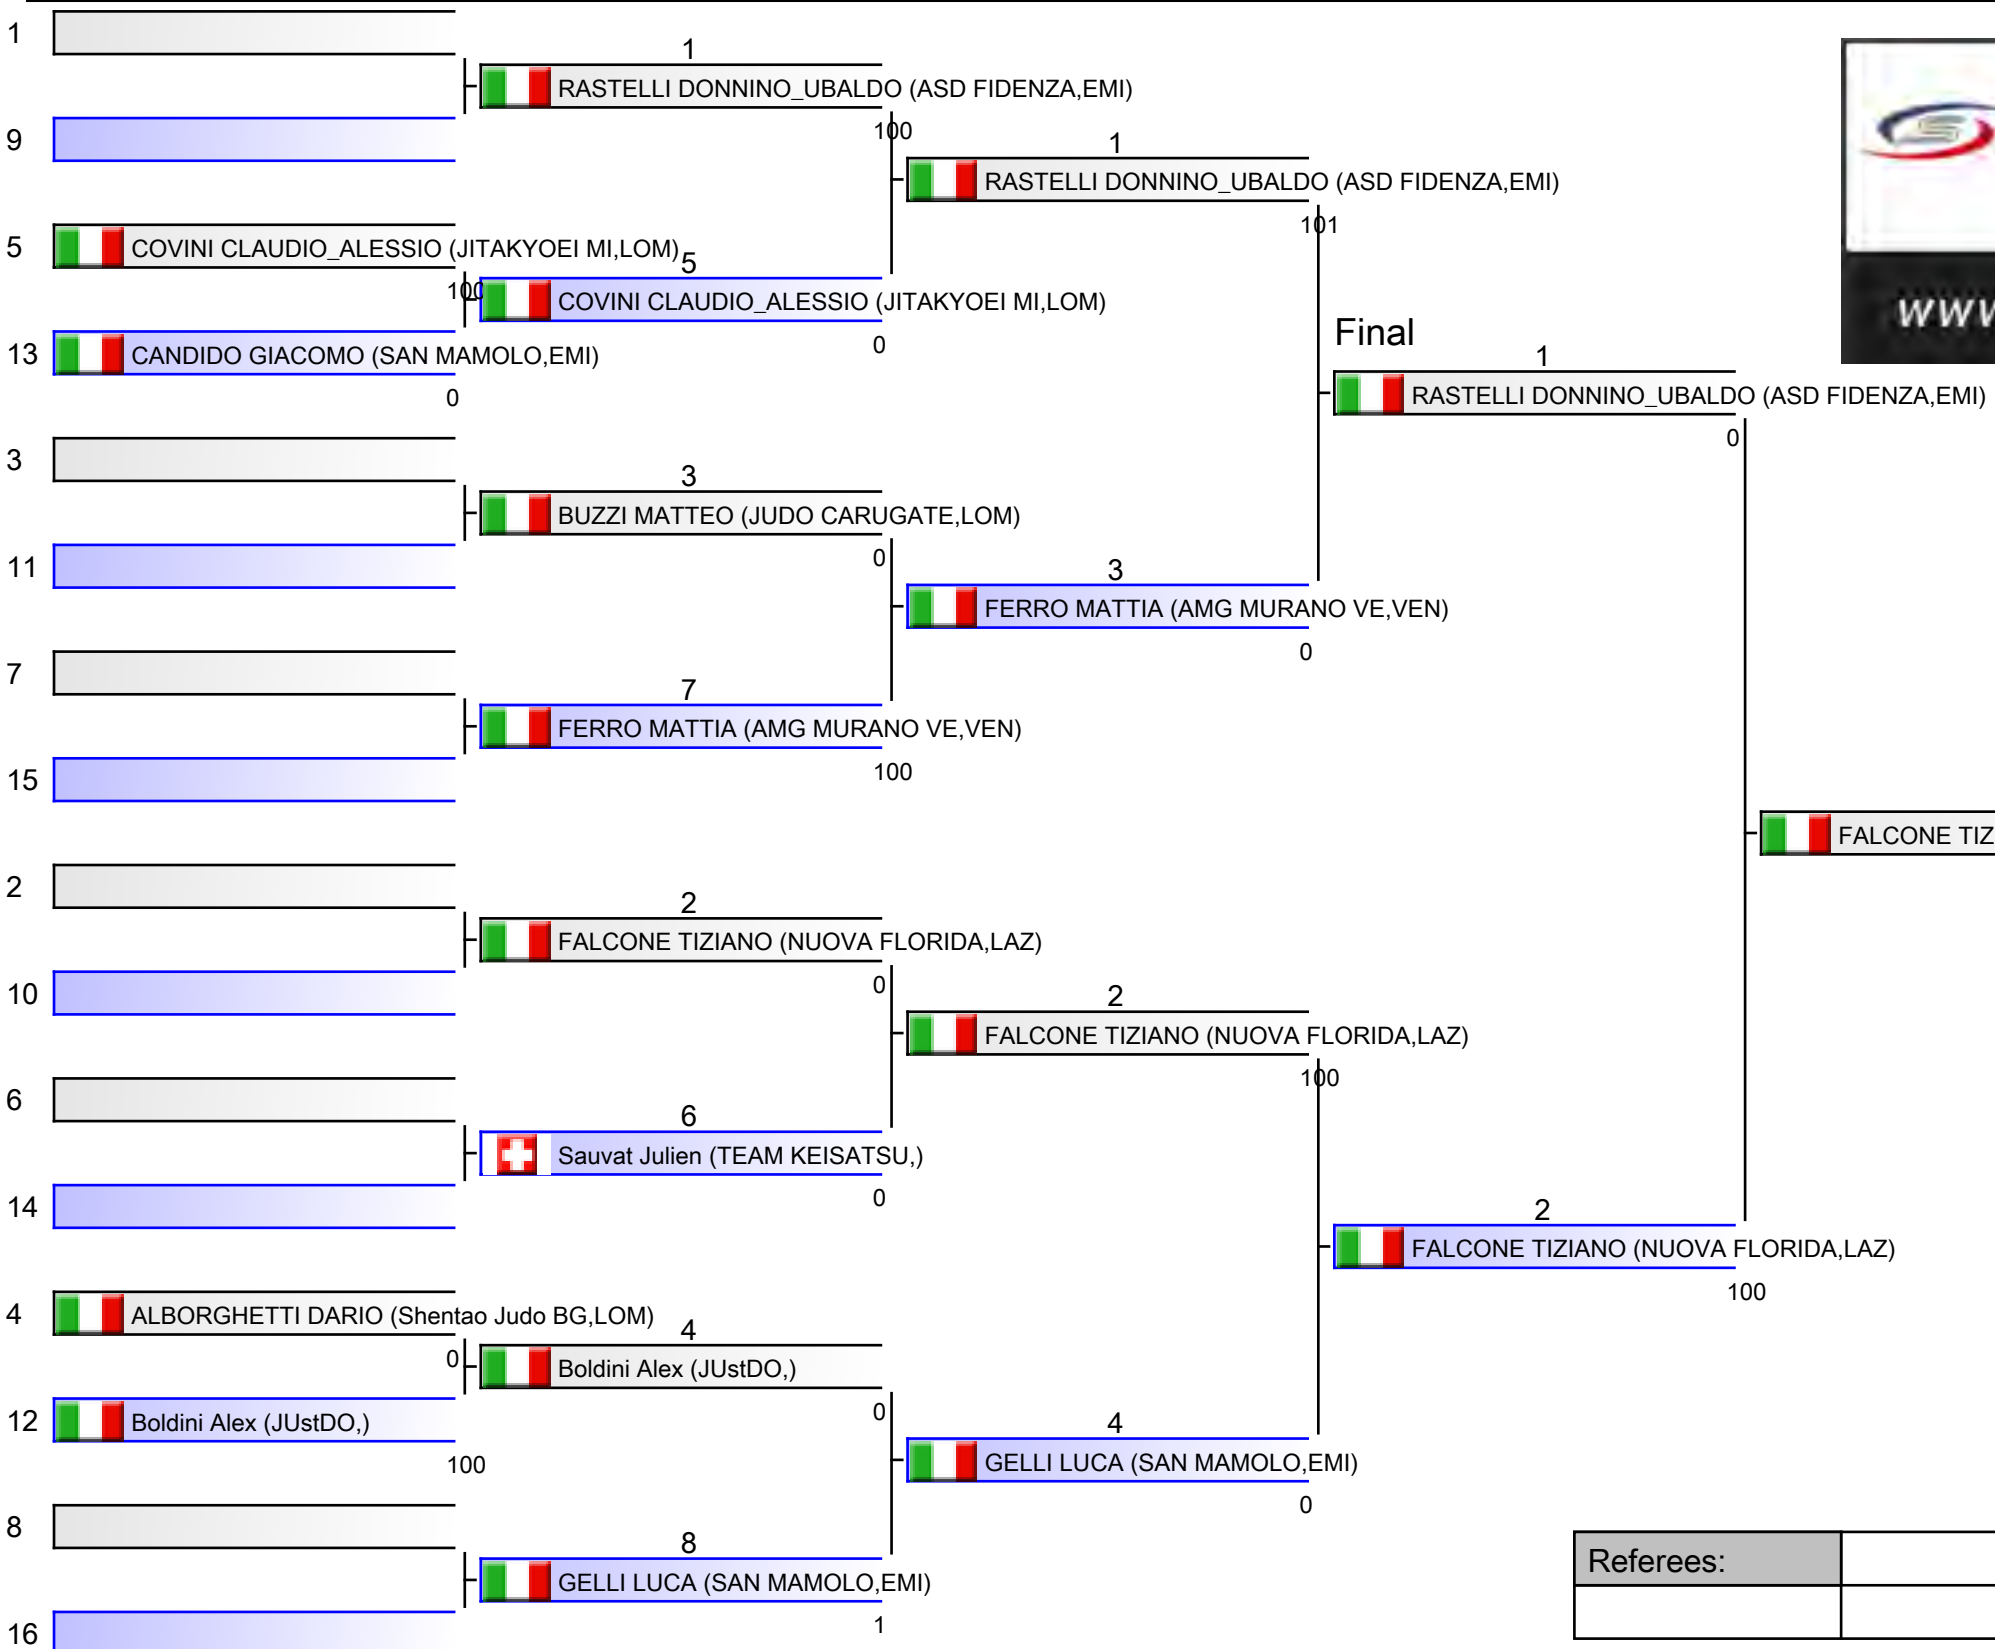 1
1
RASTELLI DONNINO_UBALDO (ASD FIDENZA,EMI)
100
9
1
RASTELLI DONNINO_UBALDO (ASD FIDENZA,EMI)
101
5
COVINI CLAUDIO_ALESSIO (JITAKYOEI MI,LOM)
100
5
COVINI CLAUDIO_ALESSIO (JITAKYOEI MI,LOM)
0
13
CANDIDO GIACOMO (SAN MAMOLO,EMI)
0
www
Final
1
RASTELLI DONNINO_UBALDO (ASD FIDENZA,EMI)
0
3
3
BUZZI MATTEO (JUDO CARUGATE,LOM)
0
11
3
FERRO MATTIA (AMG MURANO VE,VEN)
0
7
7
FERRO MATTIA (AMG MURANO VE,VEN)
100
15
FALCONE TIZ
2
2
FALCONE TIZIANO (NUOVA FLORIDA,LAZ)
0
10
2
FALCONE TIZIANO (NUOVA FLORIDA,LAZ)
100
6
6
Sauvat Julien (TEAM KEISATSU,)
0
14
2
FALCONE TIZIANO (NUOVA FLORIDA,LAZ)
100
4
ALBORGHETTI DARIO (Shentao Judo BG,LOM)
0
4
Boldini Alex (JUstDO,)
0
12
Boldini Alex (JUstDO,)
100
4
GELLI LUCA (SAN MAMOLO,EMI)
0
8
8
GELLI LUCA (SAN MAMOLO,EMI)
1
16
Referees: